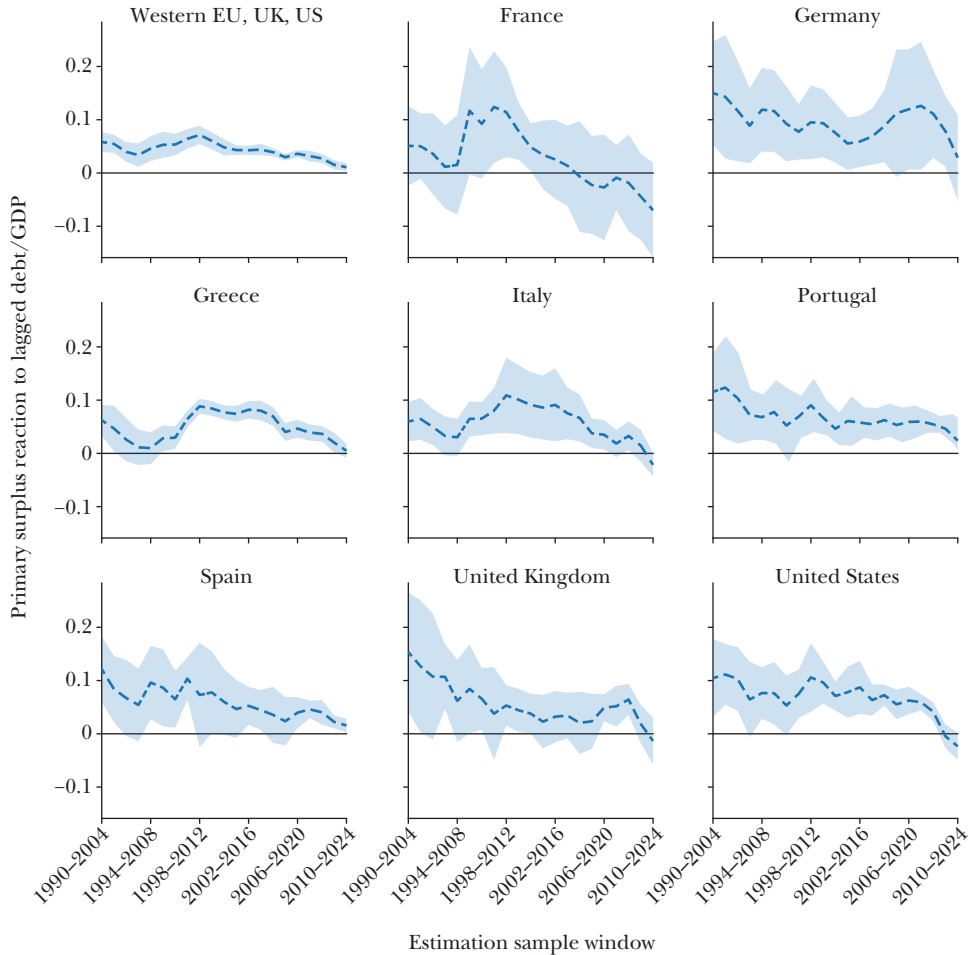 Primary surplus reaction to lagged debt/GDP
Western EU, UK, US
France
Germany
0.2
0.1
0
−0.1
Greece
Italy
Portugal
0.2
0.1
0
−0.1
Spain
United Kingdom
United States
0.2
0.1
0
−0.1
1990–2004
1994–2008
1998–2012
2002–2016
2006–2020
2010–2024
1990–2004
1994–2008
1998–2012
2002–2016
2006–2020
2010–2024
1990–2004
1994–2008
1998–2012
2002–2016
2006–2020
2010–2024
Estimation sample window